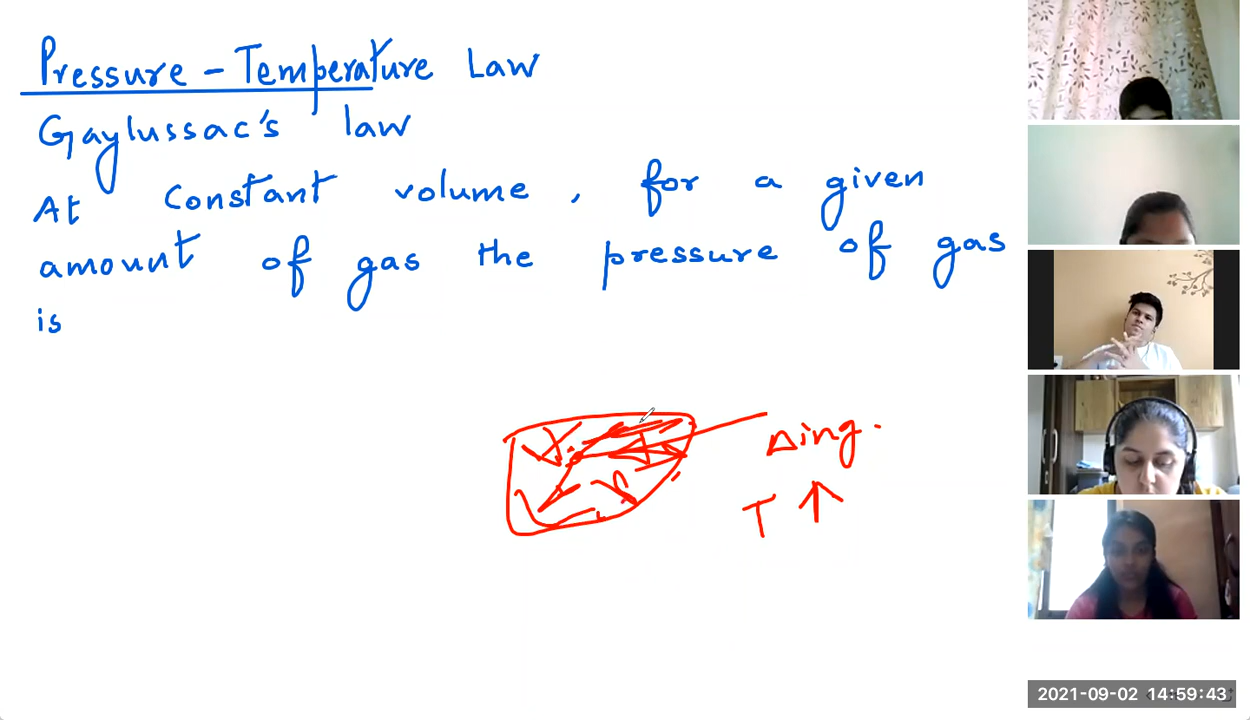 Pressure - Temperature Law
Gaylussac's law
At constant volume, for a given
amount of gas the pressure of gas
is
Δing.
T ↑
2021-09-02 14:59:43